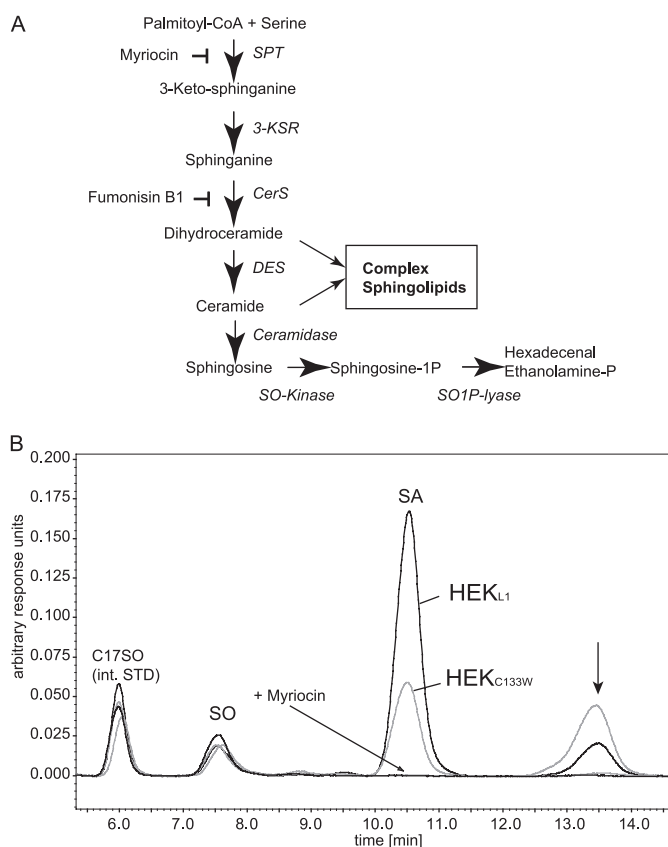 A
Palmitoyl-CoA + Serine
Myriocin
SPT
3-Keto-sphinganine
3-KSR
Sphinganine
Fumonisin B1
CerS
Dihydroceramide
DES
Complex
Sphingolipids
Ceramide
Ceramidase
Sphingosine
Sphingosine-1P
Hexadecenal
Ethanolamine-P
SO-Kinase
SO1P-lyase
B
0.200
0.175
0.150
0.125
0.100
0.075
0.050
0.025
0.000
arbitrary response units
C17SO
(int. STD)
SO
SA
HEKL1
HEKC133W
+ Myriocin
6.0 7.0 8.0 9.0 10.0 11.0 12.0 13.0 14.0
time [min]